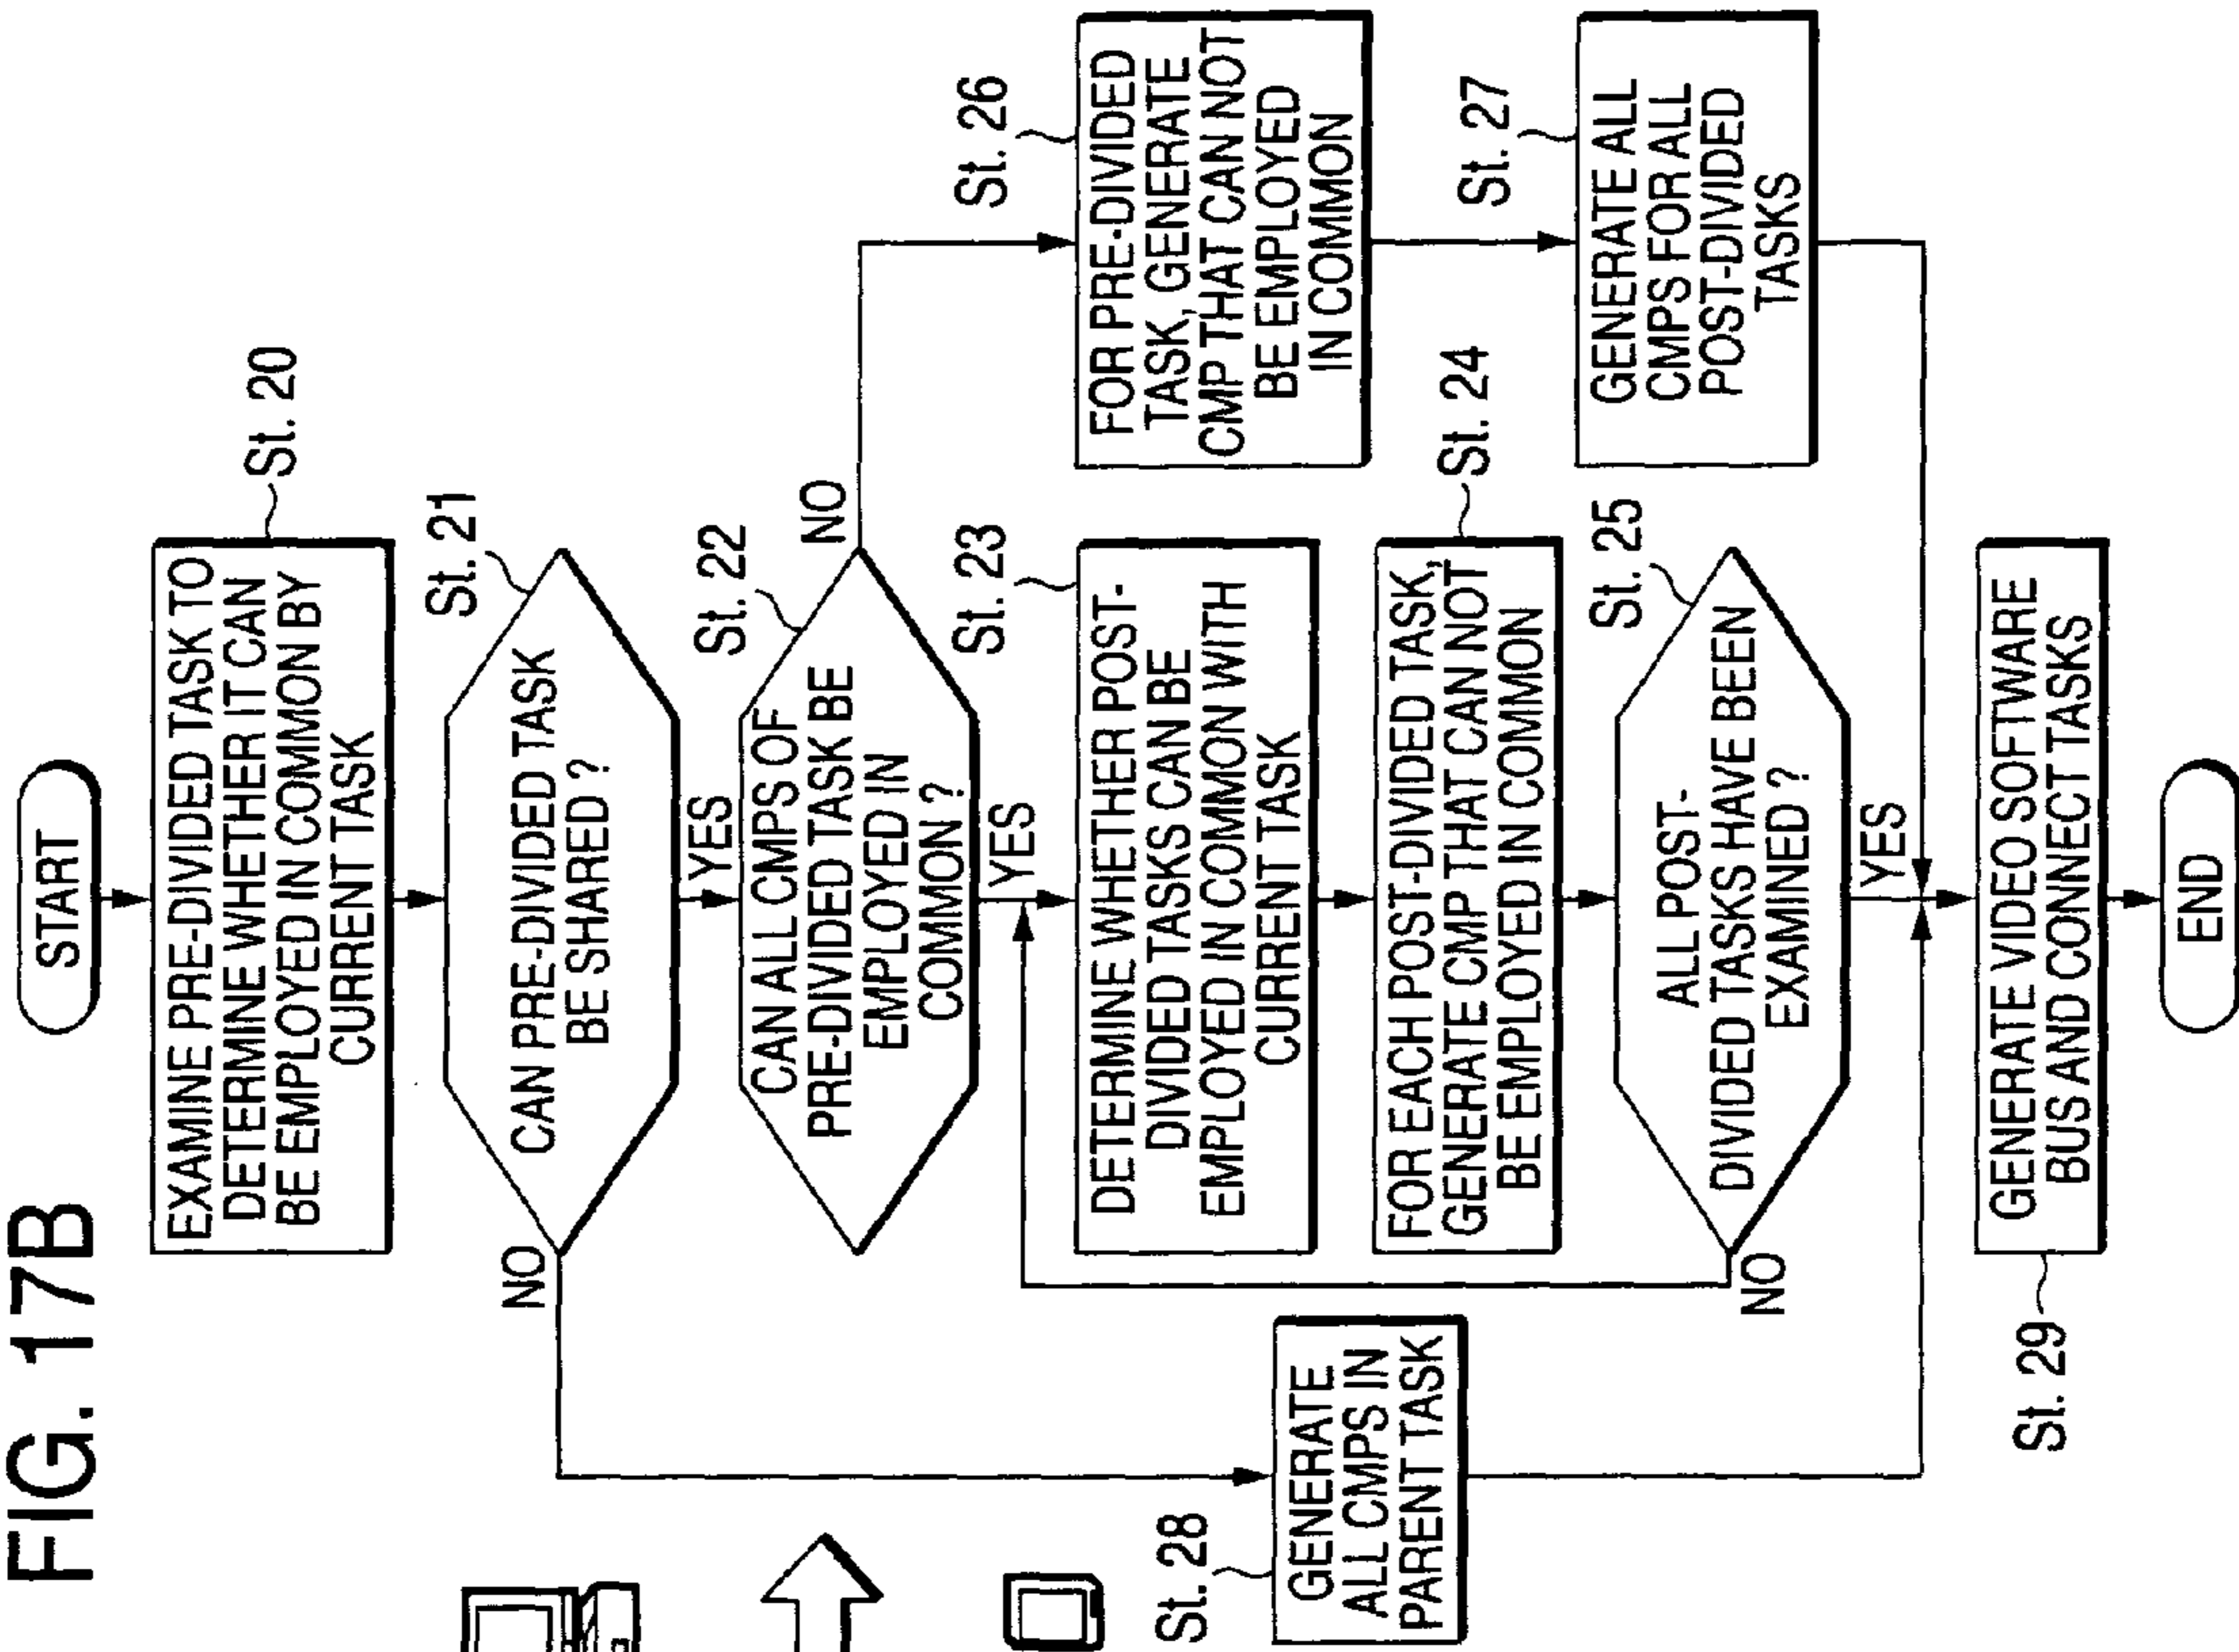 FIG. 17B
START
EXAMINE PRE-DIVIDED TASK TO
DETERMINE WHETHER IT CAN
BE EMPLOYED IN COMMON BY
CURRENT TASK
St. 20
St. 21
CAN PRE-DIVIDED TASK
BE SHARED ?
NO
YES
St. 22
CAN ALL CMPS OF
PRE-DIVIDED TASK BE
EMPLOYED IN
COMMON ?
NO
YES
St. 23
DETERMINE WHETHER POST-
DIVIDED TASKS CAN BE
EMPLOYED IN COMMON WITH
CURRENT TASK
St. 24
FOR EACH POST-DIVIDED TASK,
GENERATE CMP THAT CAN NOT
BE EMPLOYED IN COMMON
St. 25
ALL POST-
DIVIDED TASKS HAVE BEEN
EXAMINED ?
NO
YES
St. 26
FOR PRE-DIVIDED
TASK, GENERATE
CMP THAT CAN NOT
BE EMPLOYED
IN COMMON
St. 27
GENERATE ALL
CMPS FOR ALL
POST-DIVIDED
TASKS
St. 28
GENERATE
ALL CMPS IN
PARENT TASK
St. 29
GENERATE VIDEO SOFTWARE
BUS AND CONNECT TASKS
END